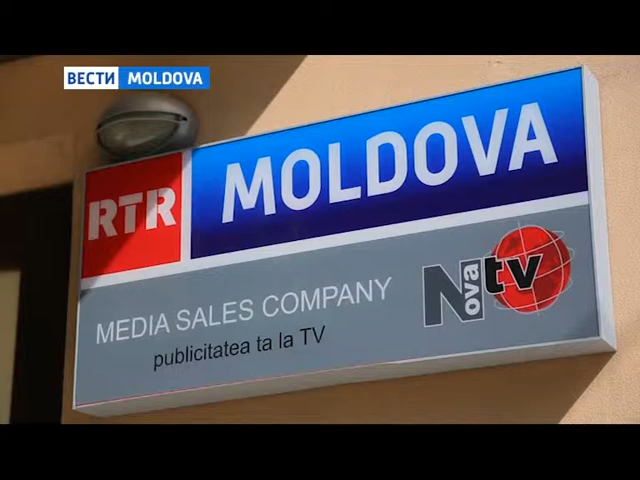 ВЕСТИ MOLDOVA
RTR MOLDOVA
MEDIA SALES COMPANY
publicitatea ta la TV
Nova tv